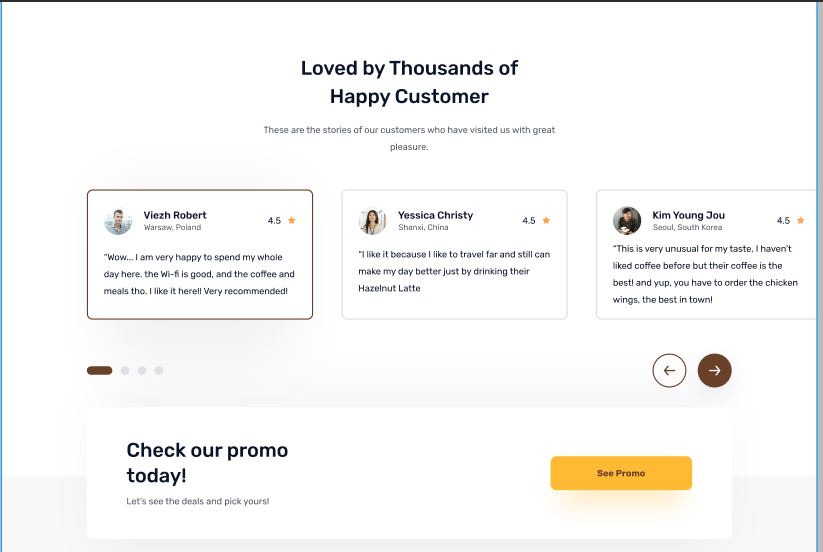 Loved by Thousands of
Happy Customer
These are the stories of our customers who have visited us with great
pleasure.
Viezh Robert
Warsaw, Poland
4.5
“Wow... I am very happy to spend my whole
day here. the Wi-fi is good, and the coffee and
meals tho. I like it here!! Very recommended!
Yessica Christy
Shanxi, China
4.5
“I like it because I like to travel far and still can
make my day better just by drinking their
Hazelnut Latte
Kim Young Jou
Seoul, South Korea
4.5
“This is very unusual for my taste, I haven’t
liked coffee before but their coffee is the
best! and yup, you have to order the chicken
wings, the best in town!
Check our promo
today!
Let's see the deals and pick yours!
See Promo